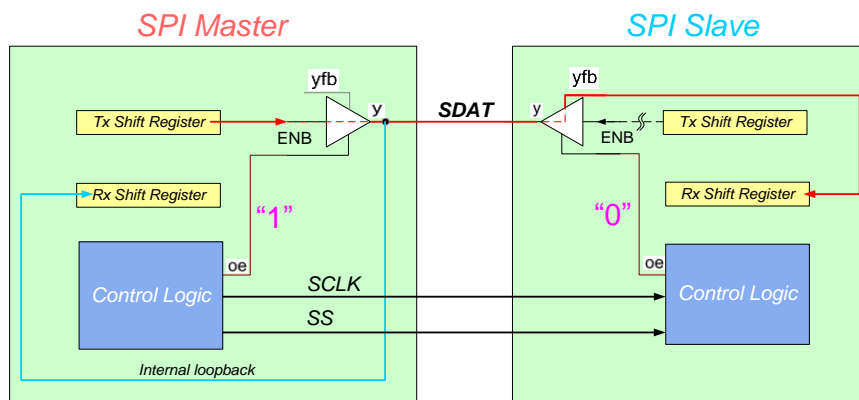 SPI Master
SPI Slave
yfb
yfb
Tx Shift Register
y
SDAT
y
Tx Shift Register
ENB
ENB
Rx Shift Register
Rx Shift Register
“1”
“0”
oe
oe
Control Logic
SCLK
Control Logic
SS
Internal loopback